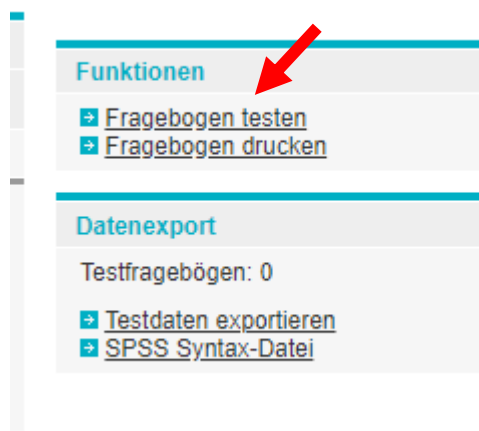 Funktionen
Fragebogen testen
Fragebogen drucken
Datenexport
Testfragebögen: 0
Testdaten exportieren
SPSS Syntax-Datei